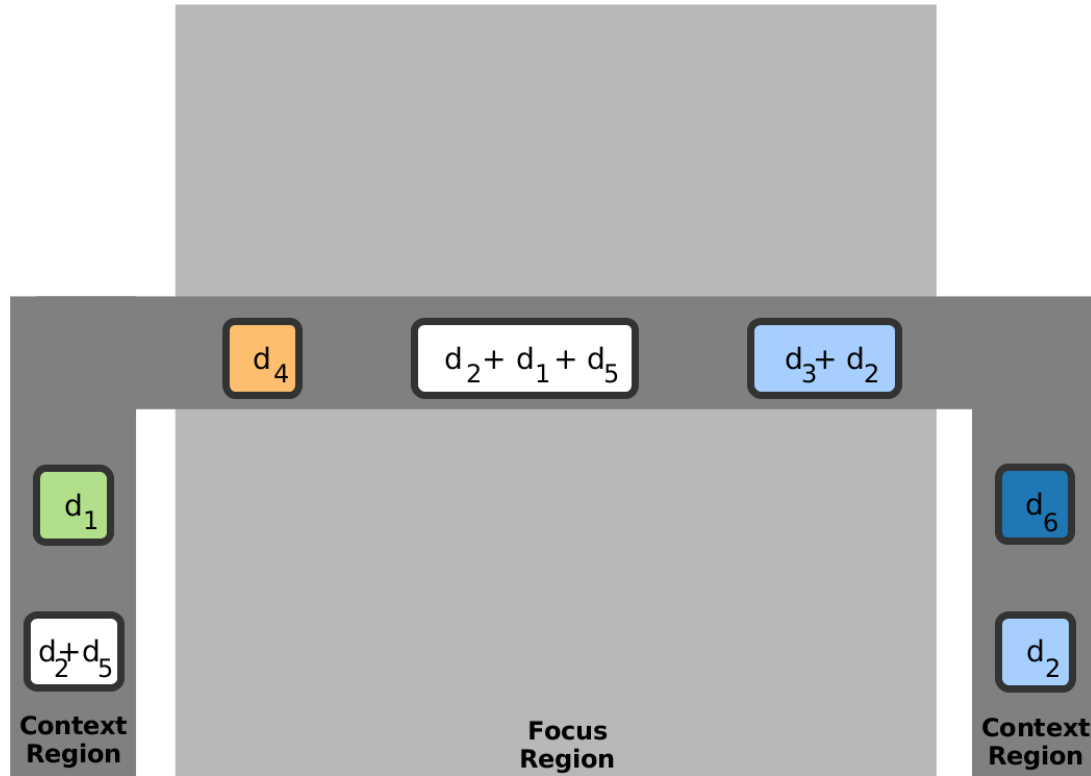 d4
d2 + d1 + d5
d3 + d2
d1
d6
d2+d5
d2
Context
Region
Focus
Region
Context
Region